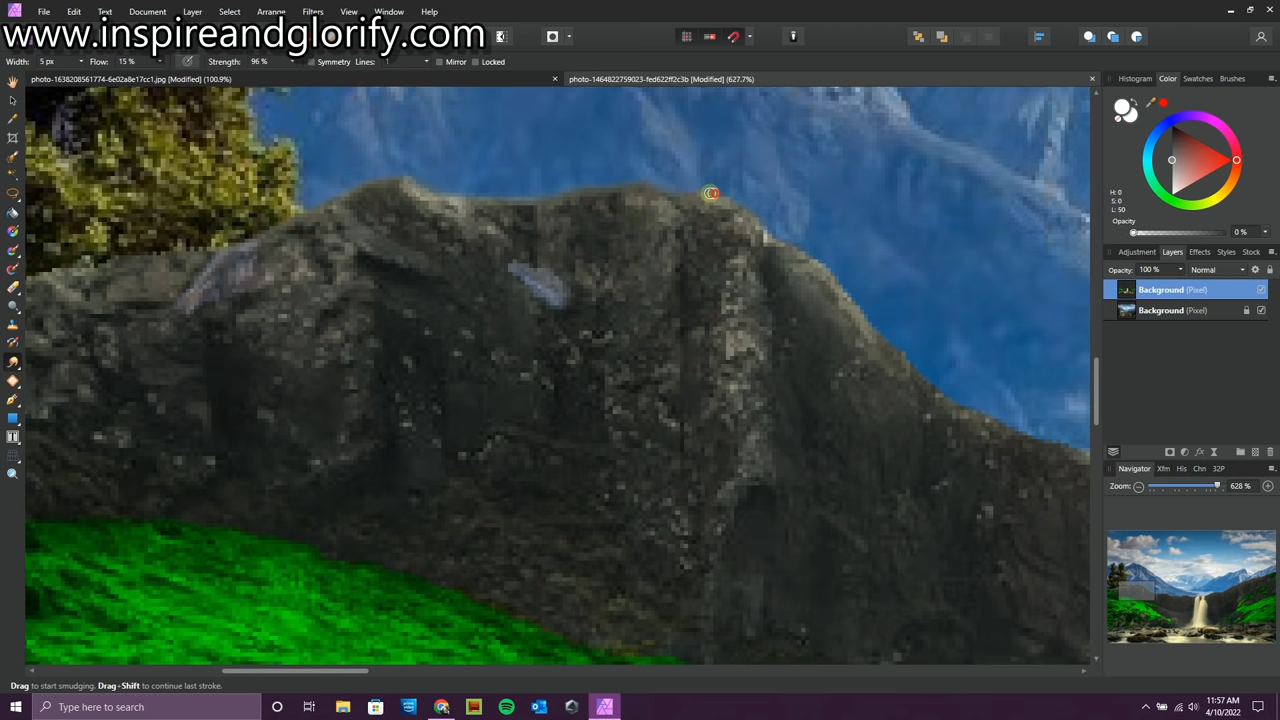 File Edit Text Document Layer Select Arrange Filters View Window Help
www.inspireandglorify.com
Width: 5 px Flow: 15 % Strength: 96 % Symmetry Lines: 1 Mirror Locked
photo-1638208561774-6e02a8e17cc1.jpg [Modified] (100.9%)
photo-1464822759023-fed622ff2c3b [Modified] (627.7%)
Histogram Color Swatches Brushes
H: 0
S: 0
L: 50
Opacity
0 %
Adjustment Layers Effects Styles Stock
Opacity: 100 % Normal
Background (Pixel)
Background (Pixel)
Navigator Xfm His Chn 32P
Zoom: 628 %
Drag to start smudging. Drag+Shift to continue last stroke.
Type here to search
11:57 AM
4/10/2022